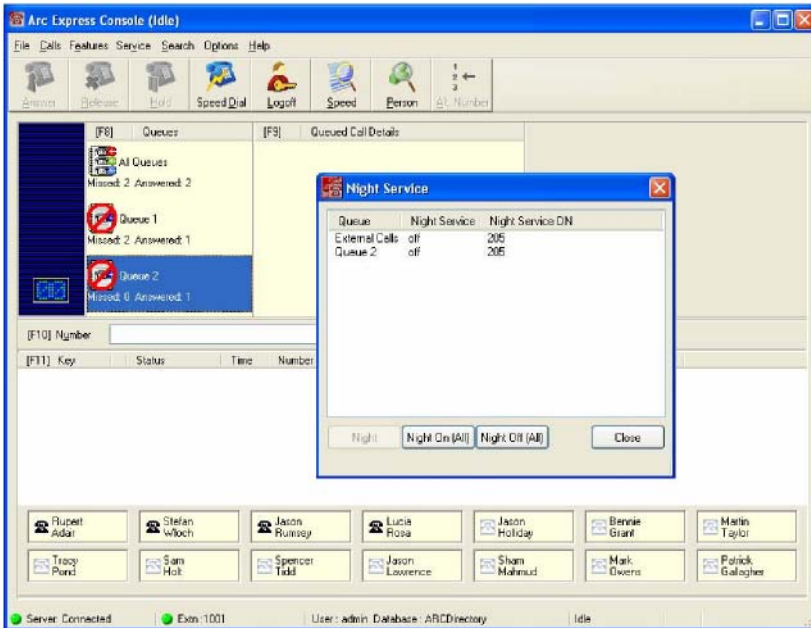 Arc Express Console (Idle)
File Calls Features Service Search Options Help
Answer Release Hold Speed Dial Logoff Speed Person Alt. Number
[F8] Queues [F9] Queued Call Details
All Queues
Missed: 2 Answered: 2
Queue 1
Missed: 2 Answered: 1
Queue 2
Missed: 0 Answered: 1
00
Night Service
Queue Night Service Night Service DN
External Calls off 205
Queue 2 off 205
Night Night On (All) Night Off (All) Close
[F10] Number
[F11] Key Status Time Number
Rupert Adair
Stefan Wloch
Jason Rumsey
Lucia Rosa
Jason Holiday
Bennie Grant
Martin Taylor
Tracy Pond
Sam Holt
Spencer Tidd
Jason Lawrence
Sham Mahmud
Mark Owens
Patrick Gallagher
Server: Connected Extn :1001 User : admin Database : ABCDirectory Idle